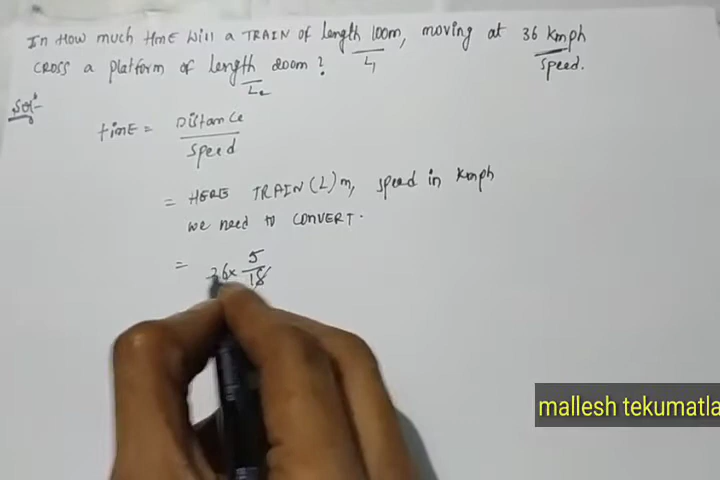 In How much time will a TRAIN of length 100m, moving at 36 kmph
L1
CROSS a platform of length 200m?
L2
speed.
Sol:-
timE = Distance
speed
= HERE TRAIN (L) m, speed in kmph
we need to CONVERT.
= 36 × 5
18
mallesh tekumatla